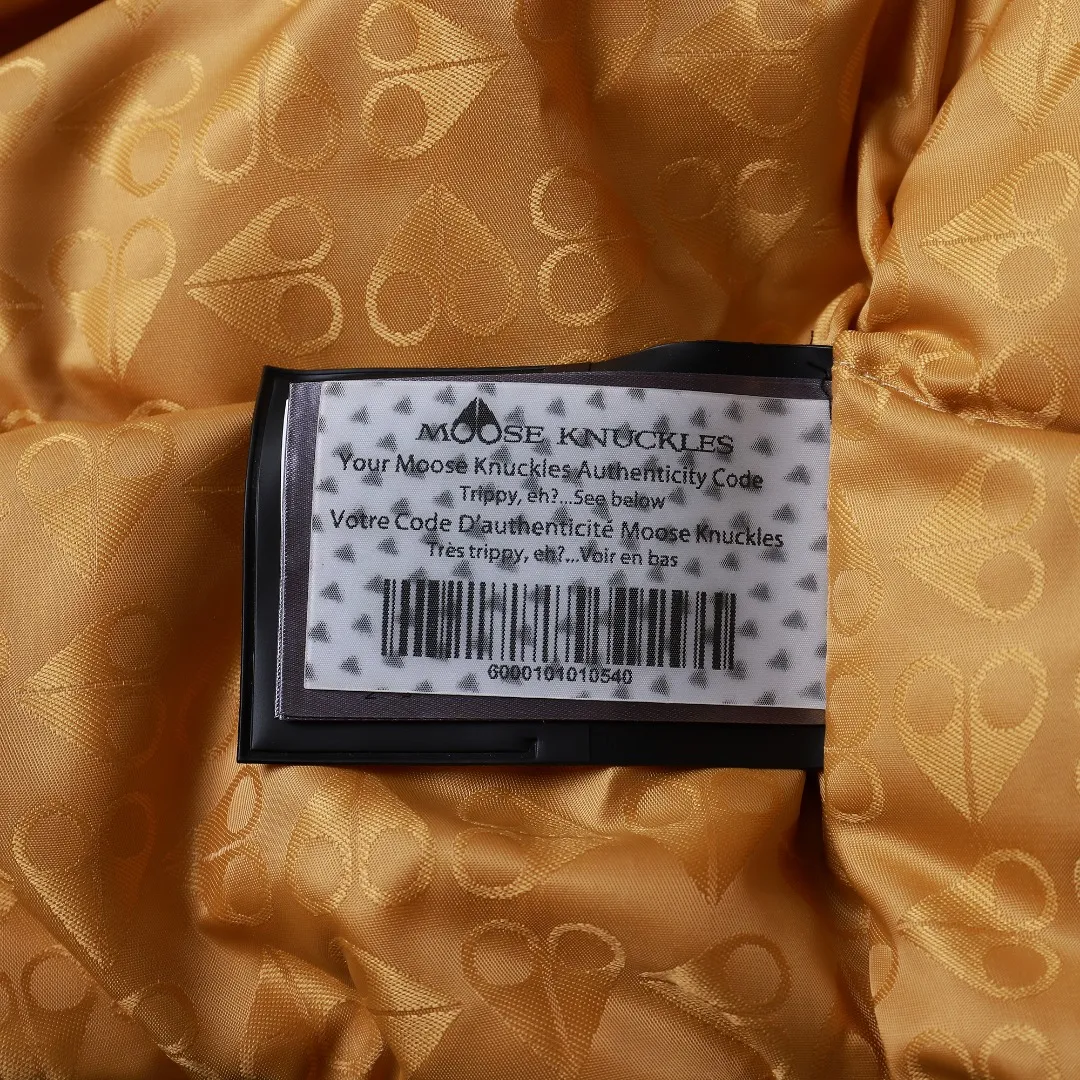 MOOSE KNUCKLES
Your Moose Knuckles Authenticity Code
Trippy, eh?...See below
Votre Code D'authenticité Moose Knuckles
Très trippy, eh?...Voir en bas
6000101010540